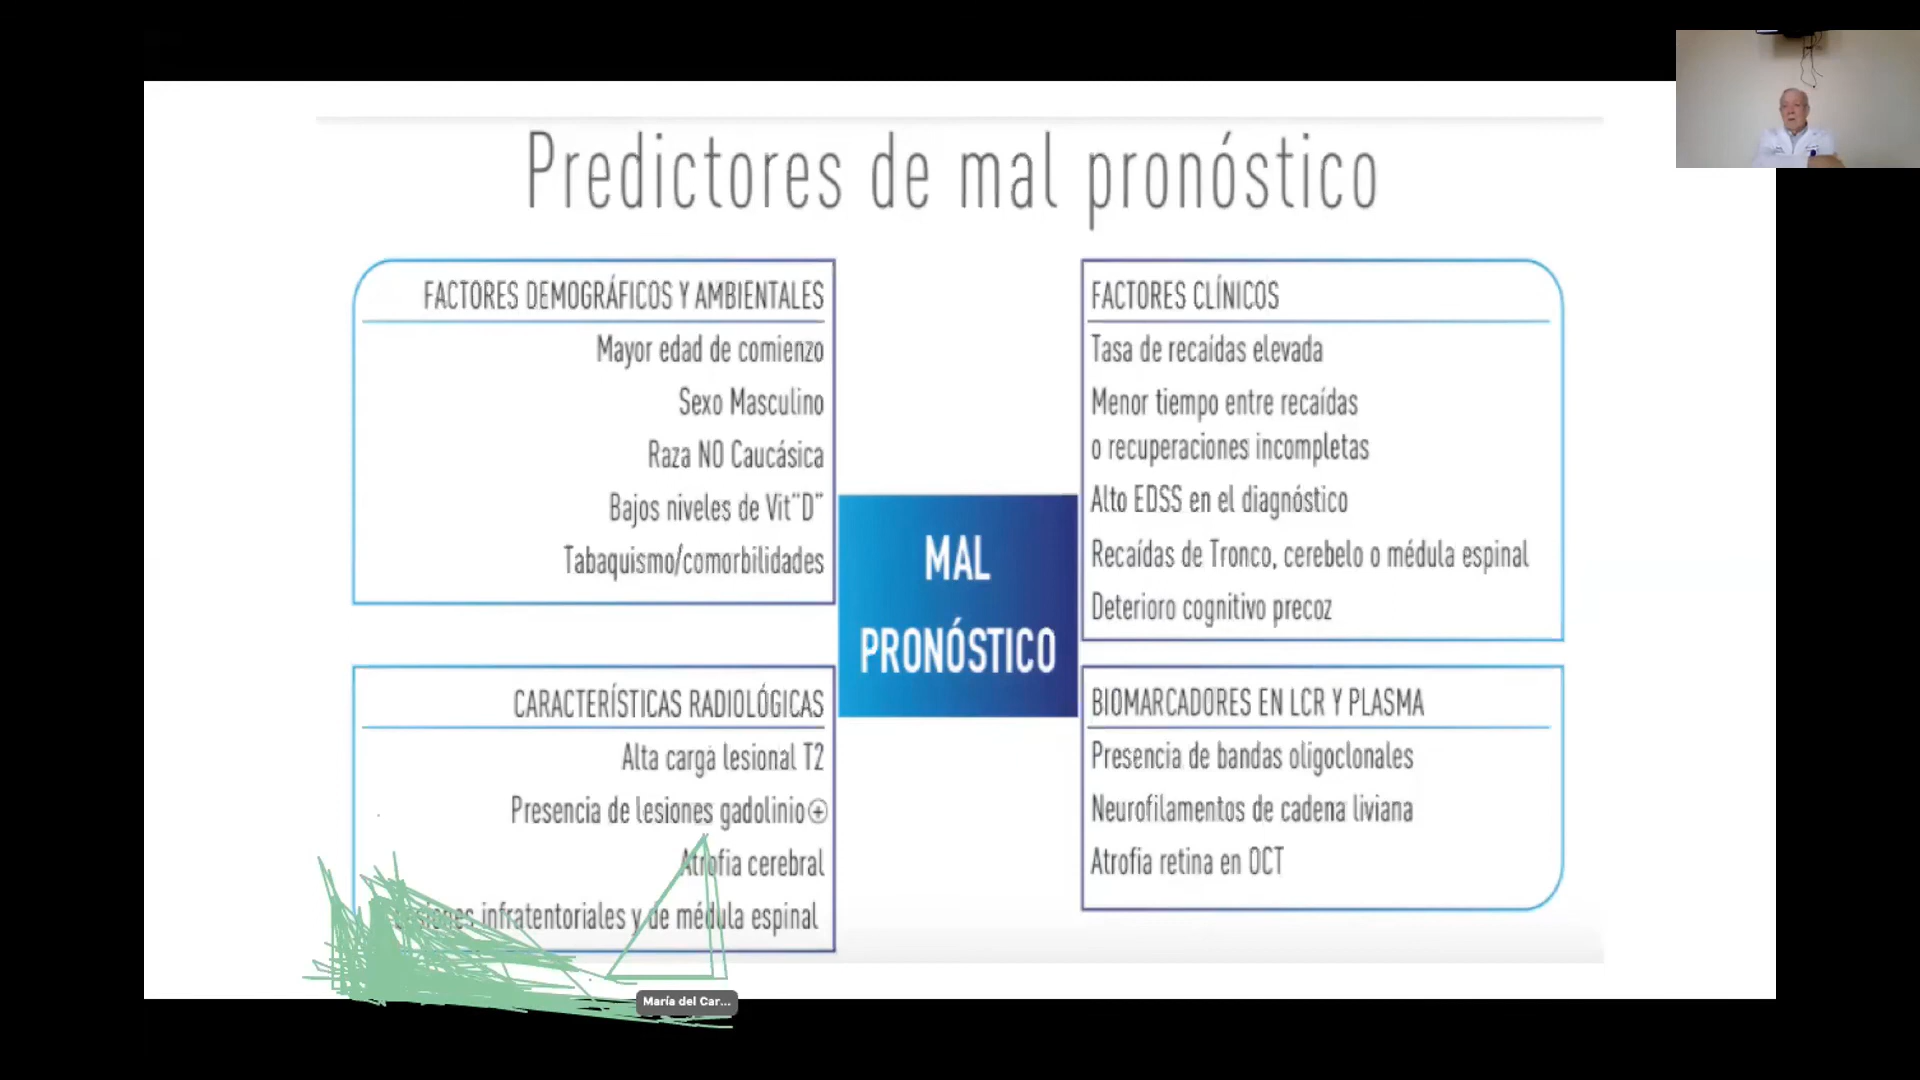 Predictores de mal pronóstico
FACTORES DEMOGRÁFICOS Y AMBIENTALES
Mayor edad de comienzo
Sexo Masculino
Raza NO Caucásica
Bajos niveles de Vit¨D¨
Tabaquismo/comorbilidades
FACTORES CLÍNICOS
Tasa de recaídas elevada
Menor tiempo entre recaídas
o recuperaciones incompletas
Alto EDSS en el diagnóstico
Recaídas de Tronco, cerebelo o médula espinal
Deterioro cognitivo precoz
MAL
PRONÓSTICO
CARACTERÍSTICAS RADIOLÓGICAS
Alta carga lesional T2
Presencia de lesiones gadolinio⊕
Atrofia cerebral
infratentoriales y de médula espinal
BIOMARCADORES EN LCR Y PLASMA
Presencia de bandas oligoclonales
Neurofilamentos de cadena liviana
Atrofia retina en OCT
María del Car...